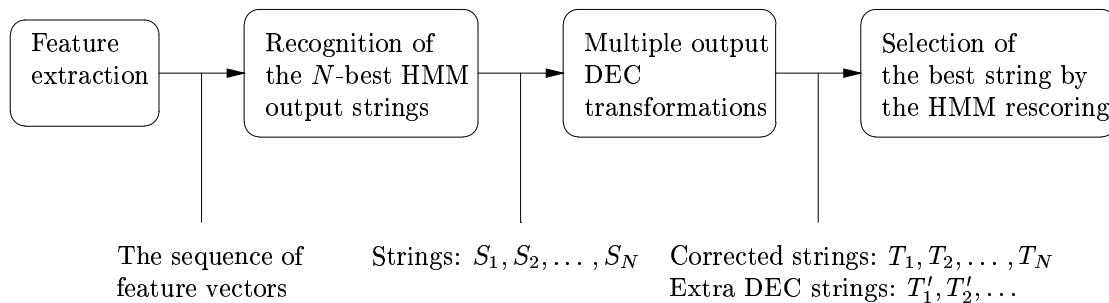 Feature
extraction
Recognition of
the N-best HMM
output strings
Multiple output
DEC
transformations
Selection of
the best string by
the HMM rescoring
The sequence of
feature vectors
Strings: S₁, S₂, . . . , S_N
Corrected strings: T₁, T₂, . . . , T_N
Extra DEC strings: T′₁, T′₂, . . .